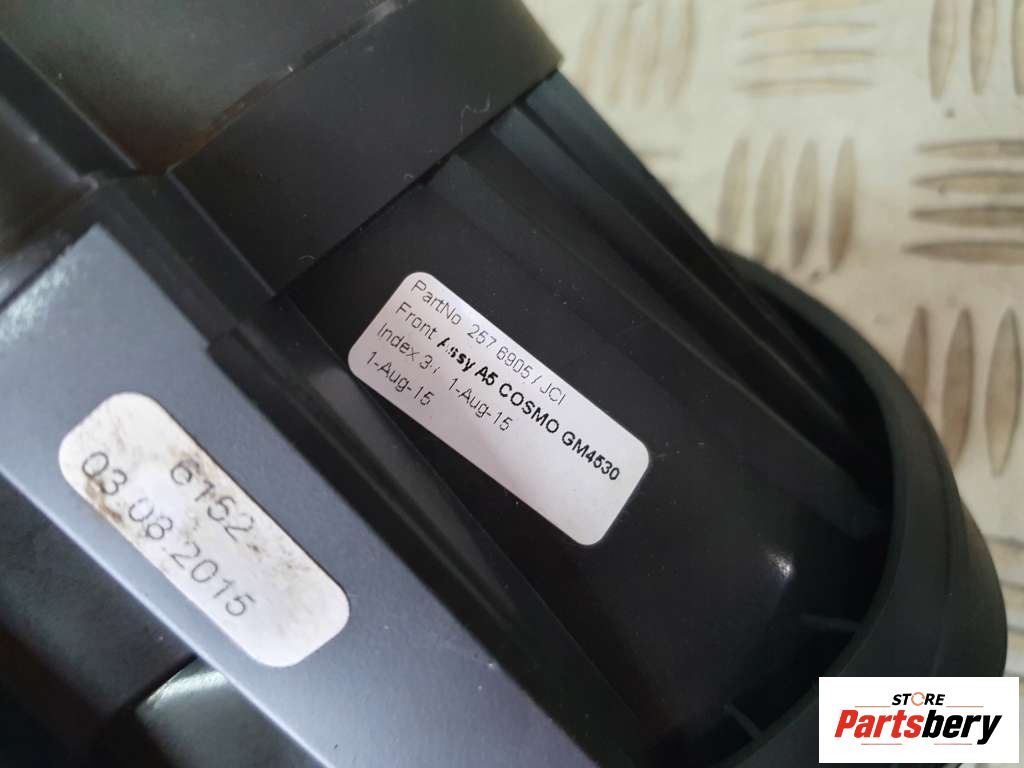 PartNo 257 6905 / JCI
Front Assy A5 COSMO GM4530
Index 3 / 1-Aug-15
1-Aug-15
6152
03.08.2015
STORE
Partsbery